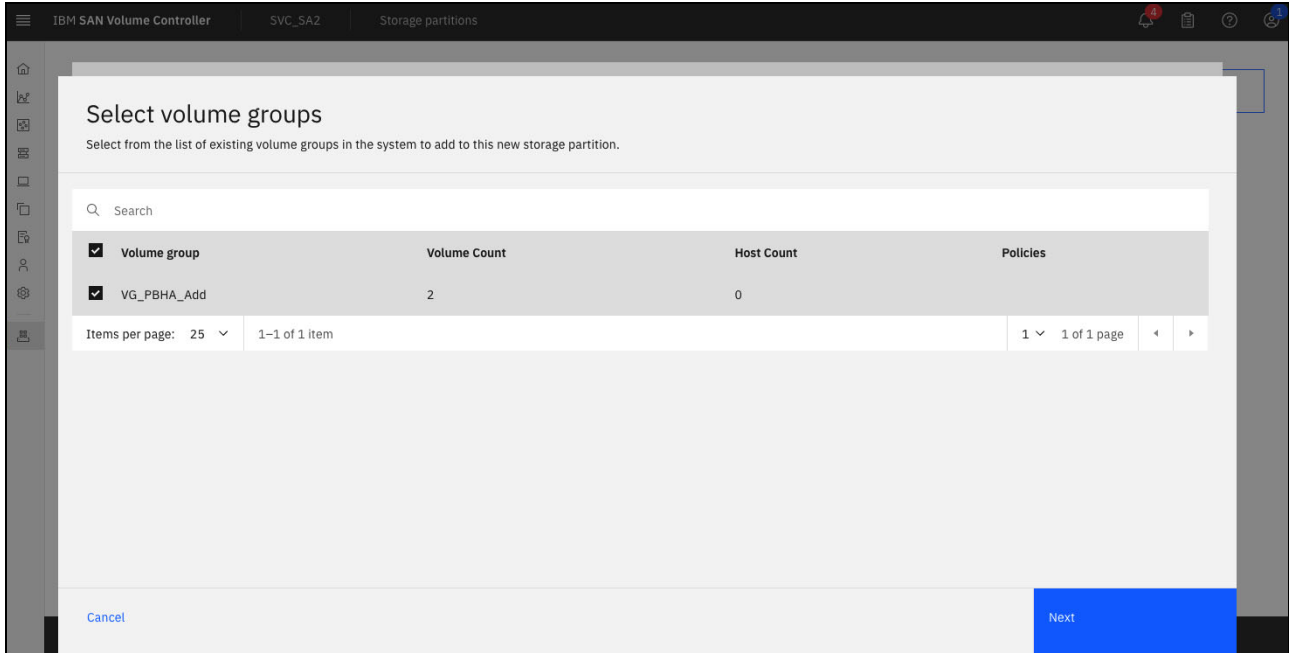 IBM SAN Volume Controller SVC_SA2 Storage partitions 4 1
Select volume groups
Select from the list of existing volume groups in the system to add to this new storage partition.
Search
Volume group Volume Count Host Count Policies
VG_PBHA_Add 2 0
Items per page: 25 1–1 of 1 item 1 1 of 1 page
Cancel Next